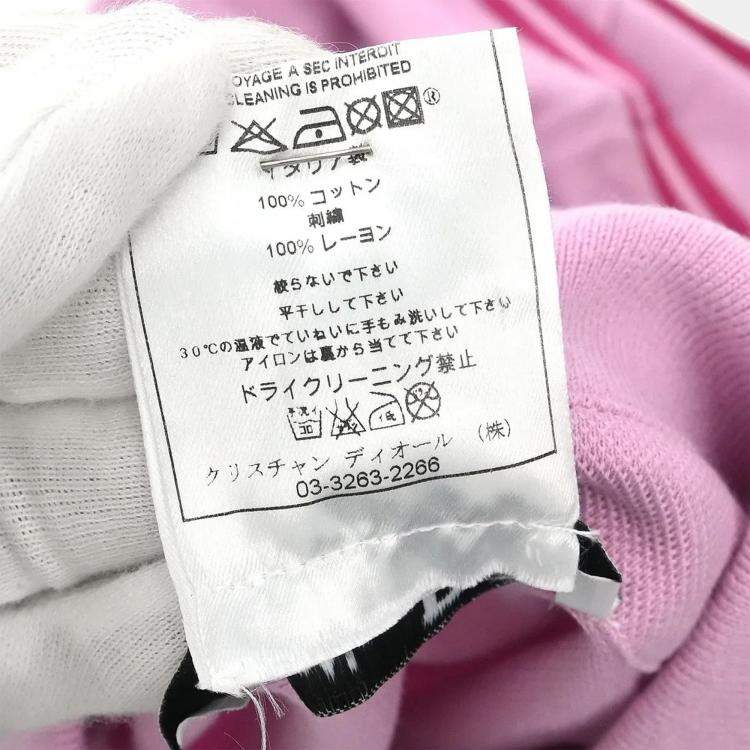 OYAGE A SEC INTERDIT
CLEANING IS PROHIBITED
®
イタリア製
100% コットン
刺繍
100% レーヨン
絞らないで下さい
平干しして下さい
30℃の温液でていねいに手もみ洗いして下さい
アイロンは裏から当てて下さい
ドライクリーニング禁止
クリスチャン ディオール (株)
03-3263-2266